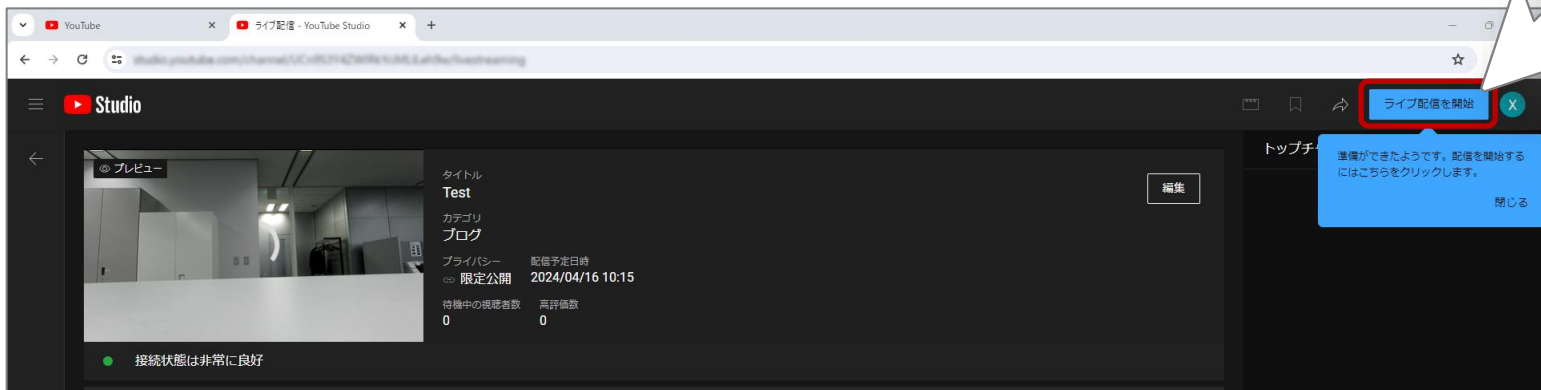 YouTube
ライブ配信 - YouTube Studio
Studio
ライブ配信を開始
X
プレビュー
タイトル
Test
カテゴリ
ブログ
プライバシー
限定公開
配信予定日時
2024/04/16 10:15
待機中の視聴者数
0
高評価数
0
編集
接続状態は非常に良好
トップチ
準備ができたようです。配信を開始する
にはこちらをクリックします。
閉じる